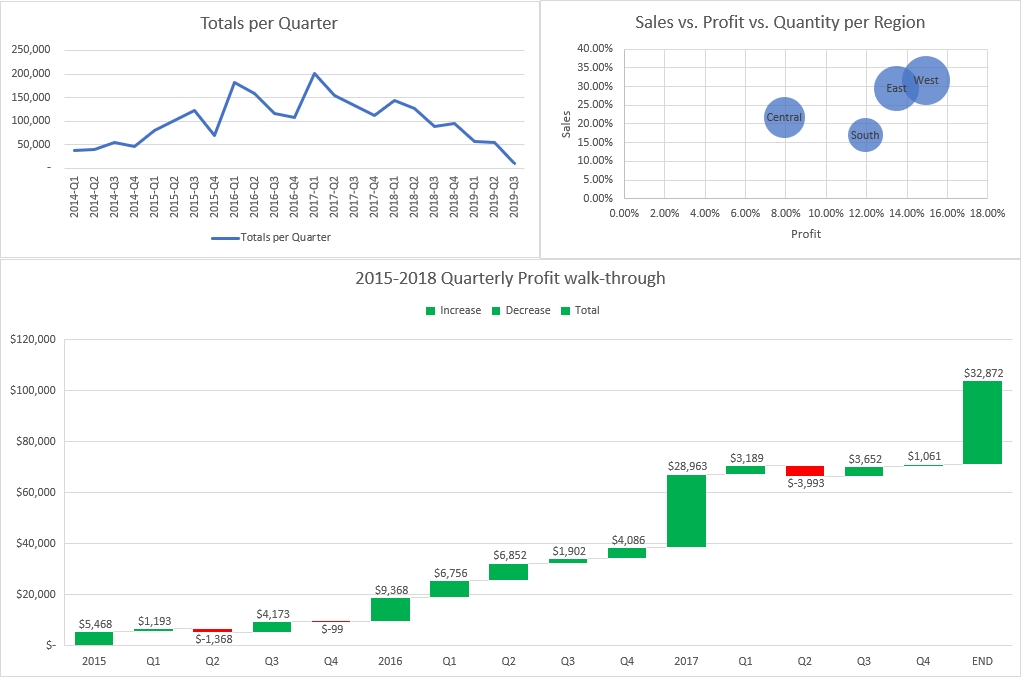 Totals per Quarter
250,000
200,000
150,000
100,000
50,000
-
2014-Q1
2014-Q2
2014-Q3
2014-Q4
2015-Q1
2015-Q2
2015-Q3
2015-Q4
2016-Q1
2016-Q2
2016-Q3
2016-Q4
2017-Q1
2017-Q2
2017-Q3
2017-Q4
2018-Q1
2018-Q2
2018-Q3
2018-Q4
2019-Q1
2019-Q2
2019-Q3
Totals per Quarter
Sales vs. Profit vs. Quantity per Region
Sales
40.00%
35.00%
30.00%
25.00%
20.00%
15.00%
10.00%
5.00%
0.00%
West
East
Central
South
0.00% 2.00% 4.00% 6.00% 8.00% 10.00% 12.00% 14.00% 16.00% 18.00%
Profit
2015-2018 Quarterly Profit walk-through
Increase Decrease Total
$120,000
$100,000
$80,000
$60,000
$40,000
$20,000
$-
$5,468
$1,193
$-1,368
$4,173
$-99
$9,368
$6,756
$6,852
$1,902
$4,086
$28,963
$3,189
$-3,993
$3,652
$1,061
$32,872
2015 Q1 Q2 Q3 Q4 2016 Q1 Q2 Q3 Q4 2017 Q1 Q2 Q3 Q4 END